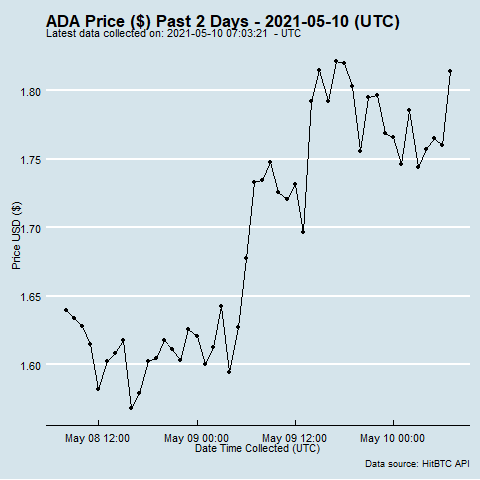 ADA Price ($) Past 2 Days - 2021-05-10 (UTC)
Latest data collected on: 2021-05-10 07:03:21  - UTC
1.80
1.75
1.70
1.65
1.60
Price USD ($)
May 08 12:00
May 09 00:00
May 09 12:00
May 10 00:00
Date Time Collected (UTC)
Data source: HitBTC API